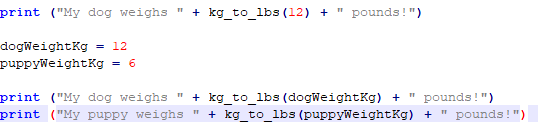 print ("My dog weighs " + kg_to_lbs(12) + " pounds!")
dogWeightKg = 12
puppyWeightKg = 6
print ("My dog weighs " + kg_to_lbs(dogWeightKg) + " pounds!")
print ("My puppy weighs " + kg_to_lbs(puppyWeightKg) + " pounds!")